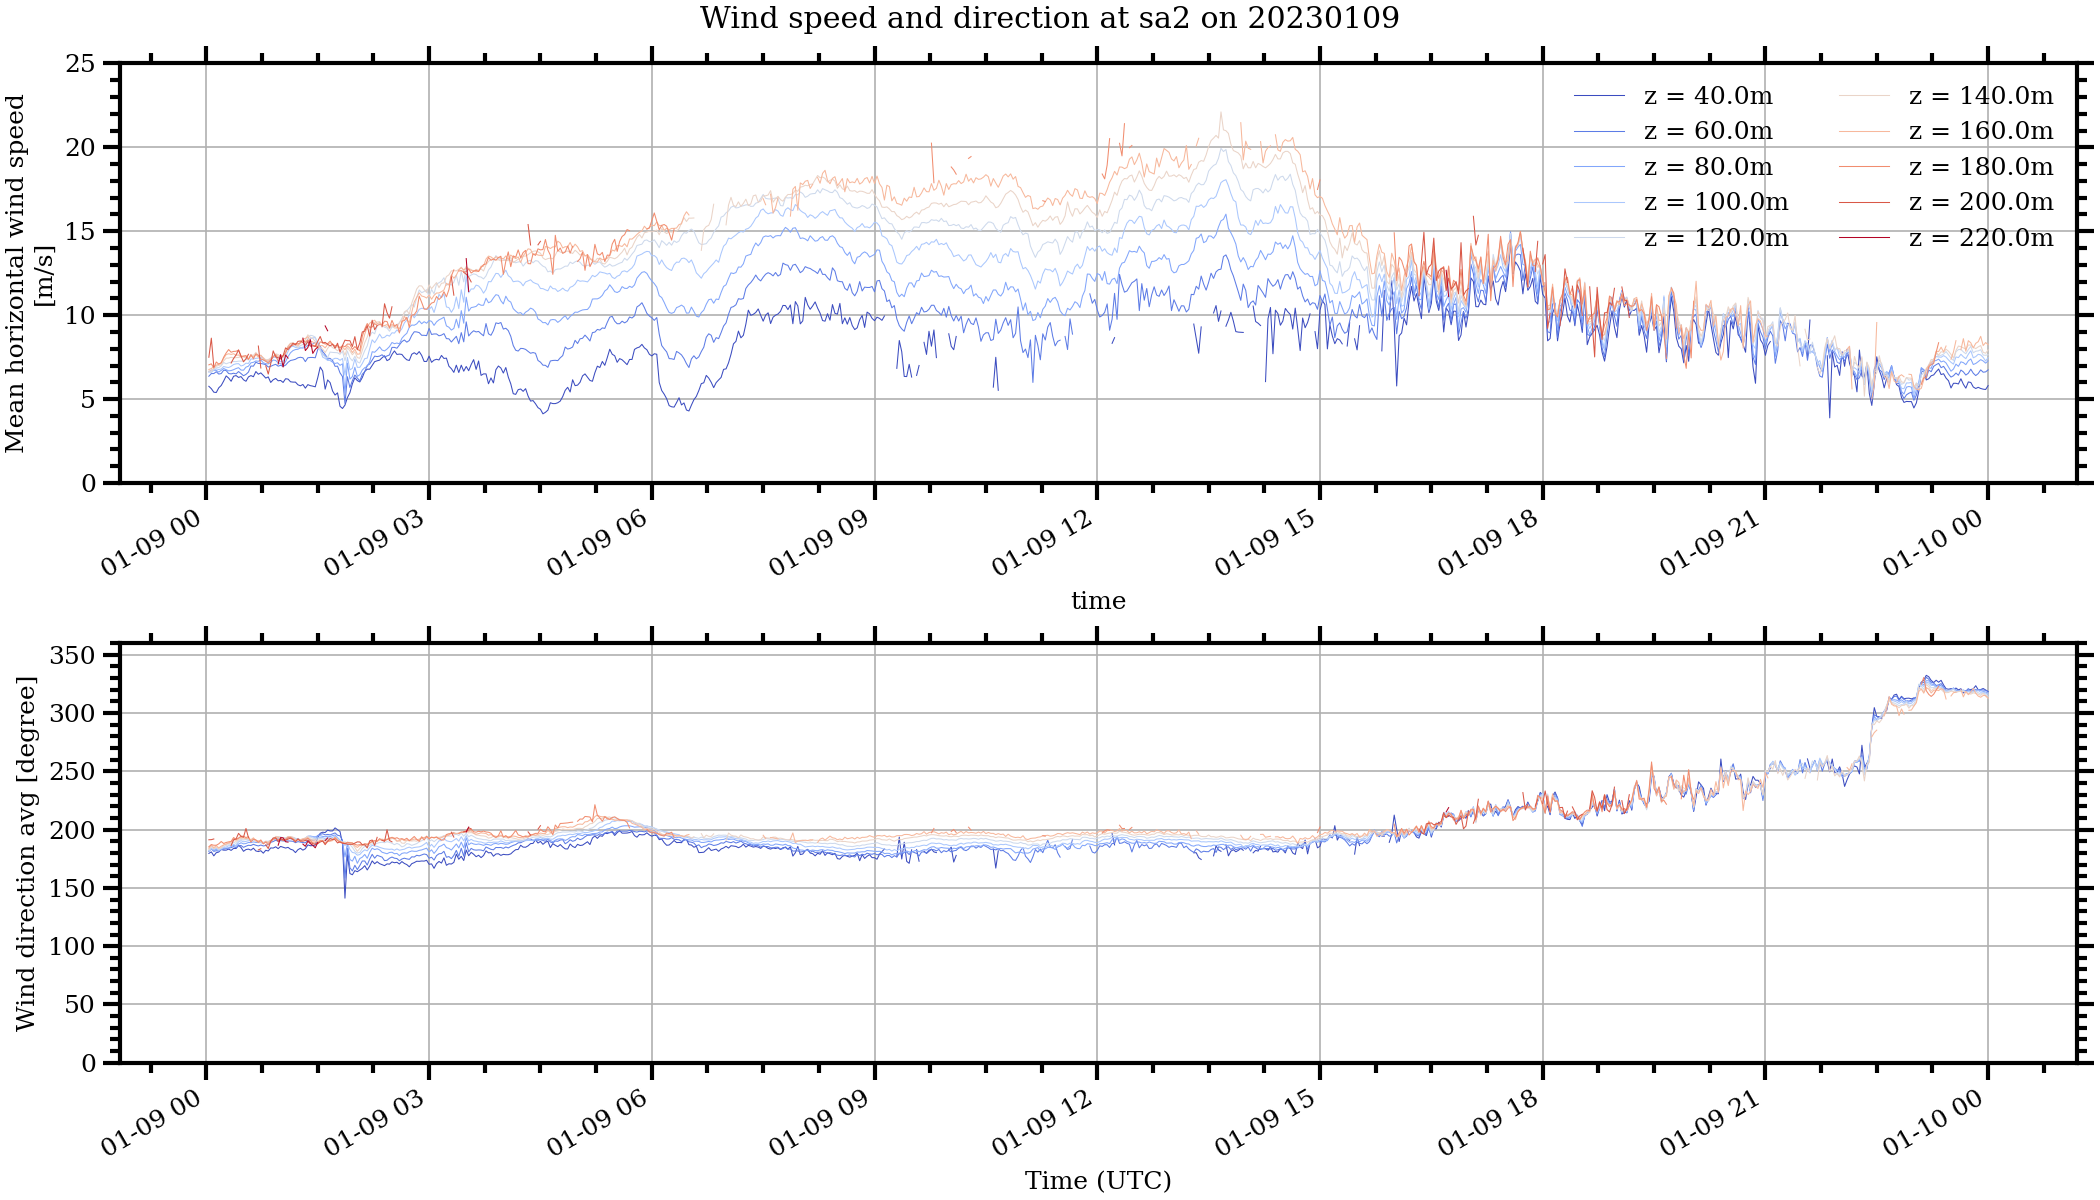 Wind speed and direction at sa2 on 20230109
Mean horizontal wind speed
[m/s]
25
20
15
10
5
0
z = 40.0m
z = 60.0m
z = 80.0m
z = 100.0m
z = 120.0m
z = 140.0m
z = 160.0m
z = 180.0m
z = 200.0m
z = 220.0m
01-09 00
01-09 03
01-09 06
01-09 09
01-09 12
01-09 15
01-09 18
01-09 21
01-10 00
time
Wind direction avg [degree]
350
300
250
200
150
100
50
0
01-09 00
01-09 03
01-09 06
01-09 09
01-09 12
01-09 15
01-09 18
01-09 21
01-10 00
Time (UTC)